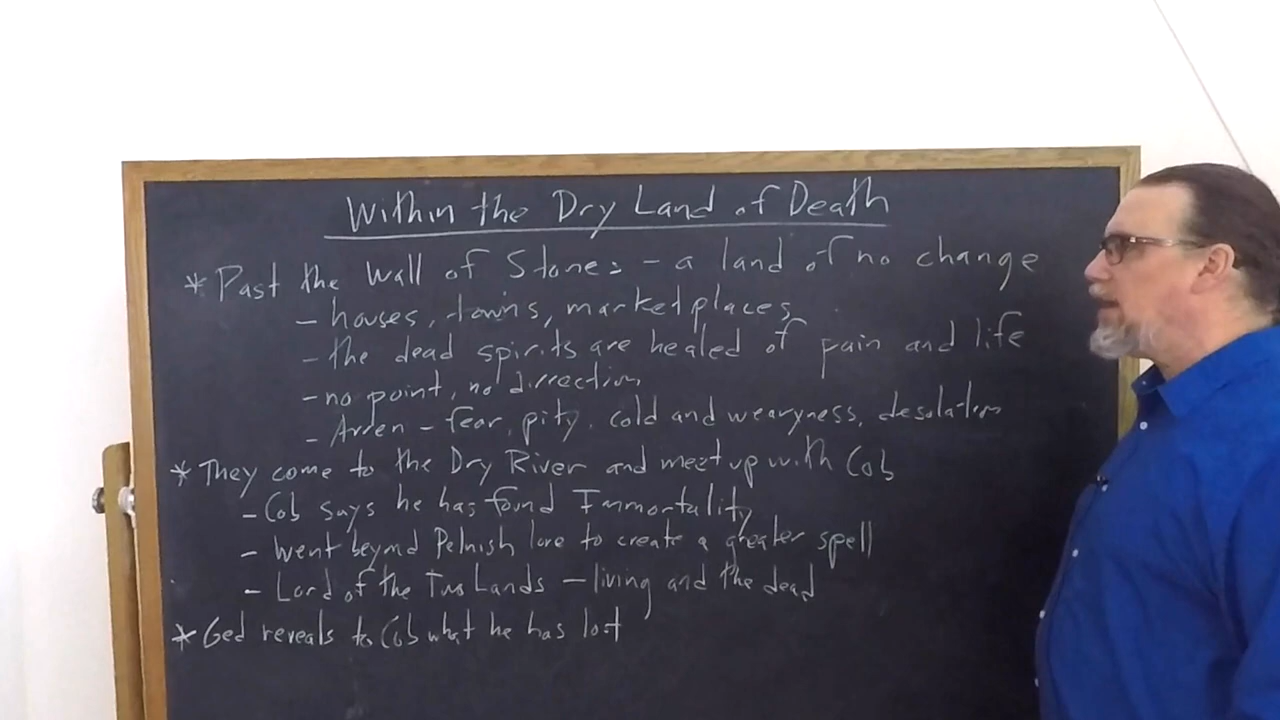 Within the Dry Land of Death
* Past the Wall of Stones - a land of no change
- houses, towns, marketplaces
- the dead spirits are healed of pain and life
- no point, no direction
- Arren - fear, pity, cold and wearyness, desolation
* They come to the Dry River and meet up with Cob
- Cob says he has found Immortality
- Went beyond Pelnish lore to create a greater spell
- Lord of the Two Lands - living and the dead
* Ged reveals to Cob what he has lost